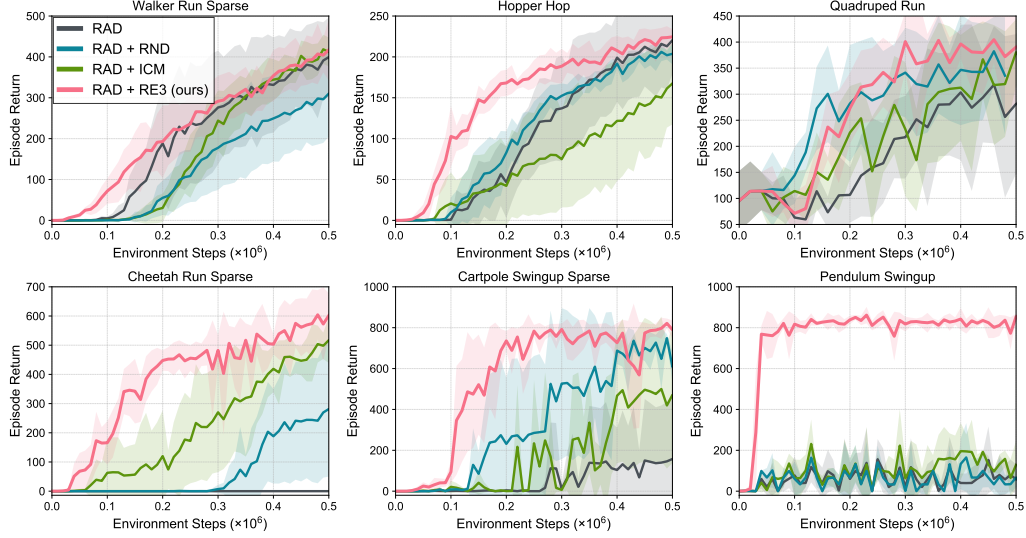 Walker Run Sparse
500
400
300
200
100
0
0.0 0.1 0.2 0.3 0.4 0.5
Episode Return
Environment Steps (×10⁶)
RAD
RAD + RND
RAD + ICM
RAD + RE3 (ours)
Hopper Hop
250
200
150
100
50
0
0.0 0.1 0.2 0.3 0.4 0.5
Episode Return
Environment Steps (×10⁶)
Quadruped Run
450
400
350
300
250
200
150
100
50
0.0 0.1 0.2 0.3 0.4 0.5
Episode Return
Environment Steps (×10⁶)
Cheetah Run Sparse
700
600
500
400
300
200
100
0
0.0 0.1 0.2 0.3 0.4 0.5
Episode Return
Environment Steps (×10⁶)
Cartpole Swingup Sparse
1000
800
600
400
200
0
0.0 0.1 0.2 0.3 0.4 0.5
Episode Return
Environment Steps (×10⁶)
Pendulum Swingup
1000
800
600
400
200
0
0.0 0.1 0.2 0.3 0.4 0.5
Episode Return
Environment Steps (×10⁶)